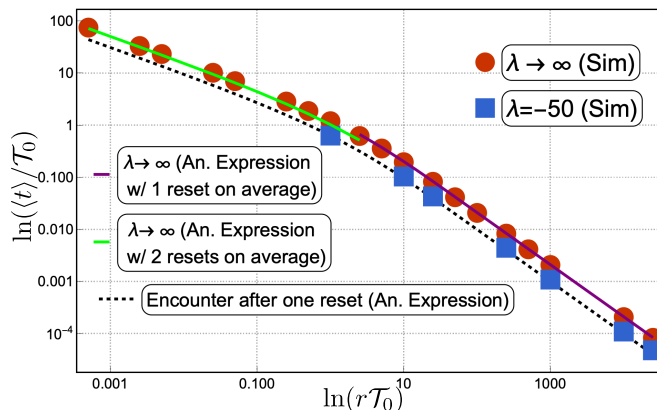 100
10
1
0.100
0.010
0.001
10⁻⁴
ln(⟨t⟩/𝒯₀)
λ → ∞ (Sim)
λ=−50 (Sim)
λ→ ∞ (An. Expression
w/ 1 reset on average)
λ→ ∞ (An. Expression
w/ 2 resets on average)
Encounter after one reset (An. Expression)
0.001 0.100 10 1000
ln(r𝒯₀)